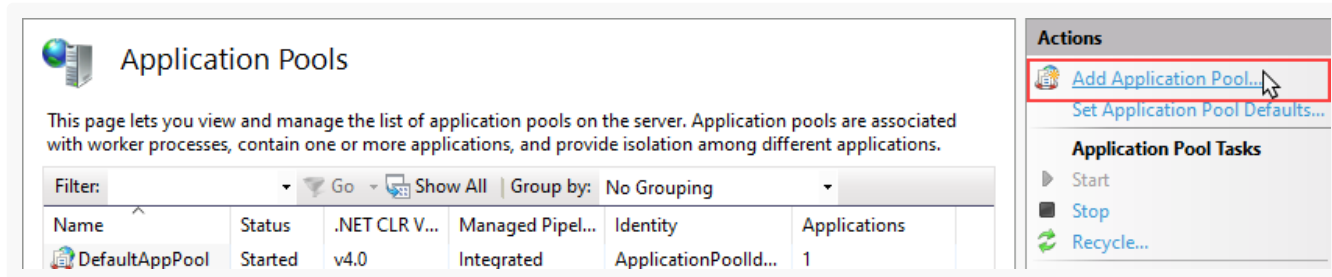 Application Pools
This page lets you view and manage the list of application pools on the server. Application pools are associated
with worker processes, contain one or more applications, and provide isolation among different applications.
Filter: Go Show All Group by: No Grouping
Name Status .NET CLR V... Managed Pipel... Identity Applications
DefaultAppPool Started v4.0 Integrated ApplicationPoolId... 1
Actions
Add Application Pool...
Set Application Pool Defaults...
Application Pool Tasks
Start
Stop
Recycle...